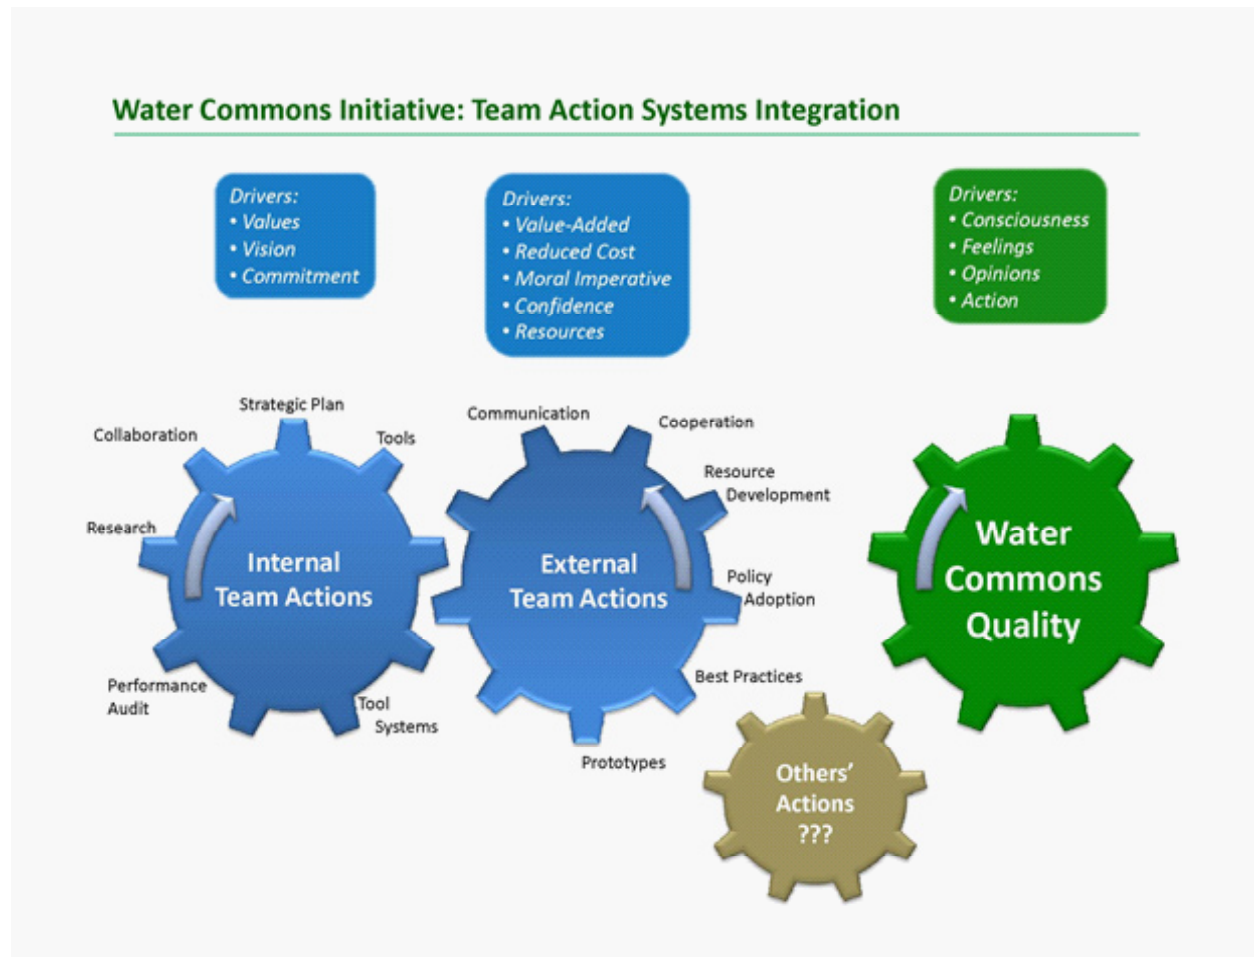 Water Commons Initiative: Team Action Systems Integration
Drivers:
• Values
• Vision
• Commitment
Drivers:
• Value-Added
• Reduced Cost
• Moral Imperative
• Confidence
• Resources
Drivers:
• Consciousness
• Feelings
• Opinions
• Action
Strategic Plan
Collaboration
Tools
Research
Internal
Team Actions
Performance
Audit
Tool
Systems
Communication
Cooperation
Resource
Development
External
Team Actions
Policy
Adoption
Best Practices
Prototypes
Others’
Actions
???
Water
Commons
Quality